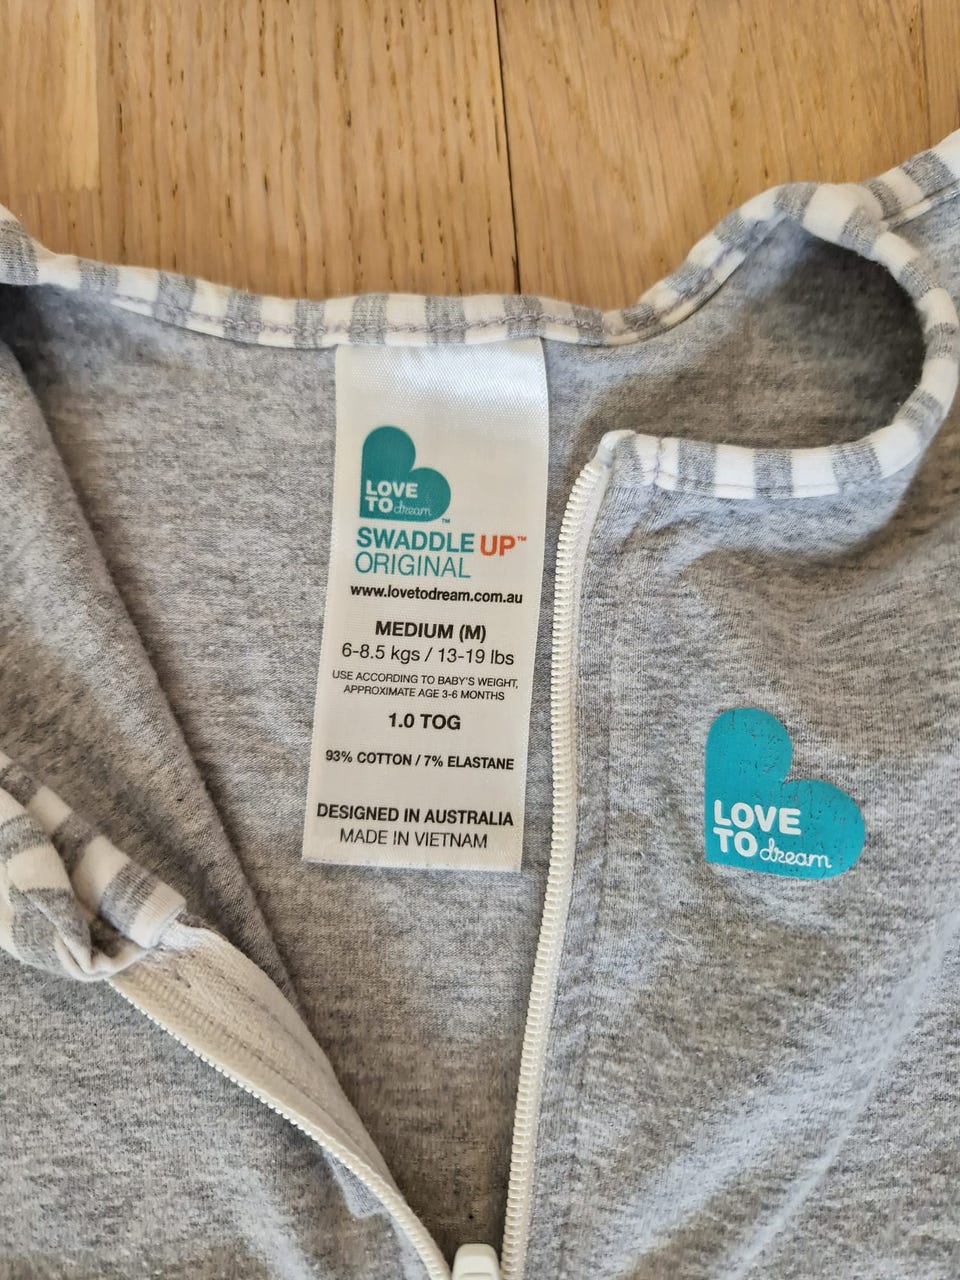 LOVE
TO dream™
SWADDLE UP™
ORIGINAL
www.lovetodream.com.au
MEDIUM (M)
6-8.5 kgs / 13-19 lbs
USE ACCORDING TO BABY'S WEIGHT,
APPROXIMATE AGE 3-6 MONTHS
1.0 TOG
93% COTTON / 7% ELASTANE
DESIGNED IN AUSTRALIA
MADE IN VIETNAM
LOVE
TO dream